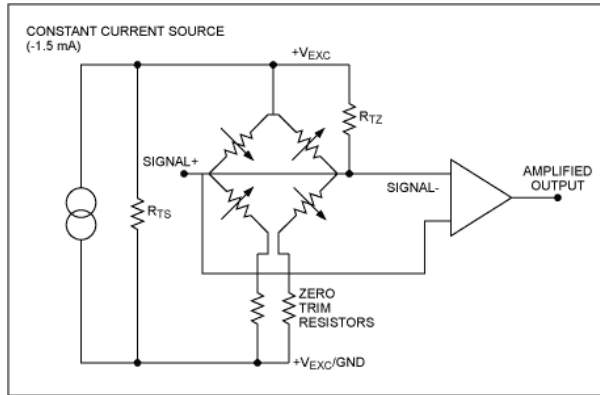 CONSTANT CURRENT SOURCE
(-1.5 mA)
+VEXC
RTZ
SIGNAL+
SIGNAL-
AMPLIFIED
OUTPUT
RTS
ZERO
TRIM
RESISTORS
+VEXC/GND